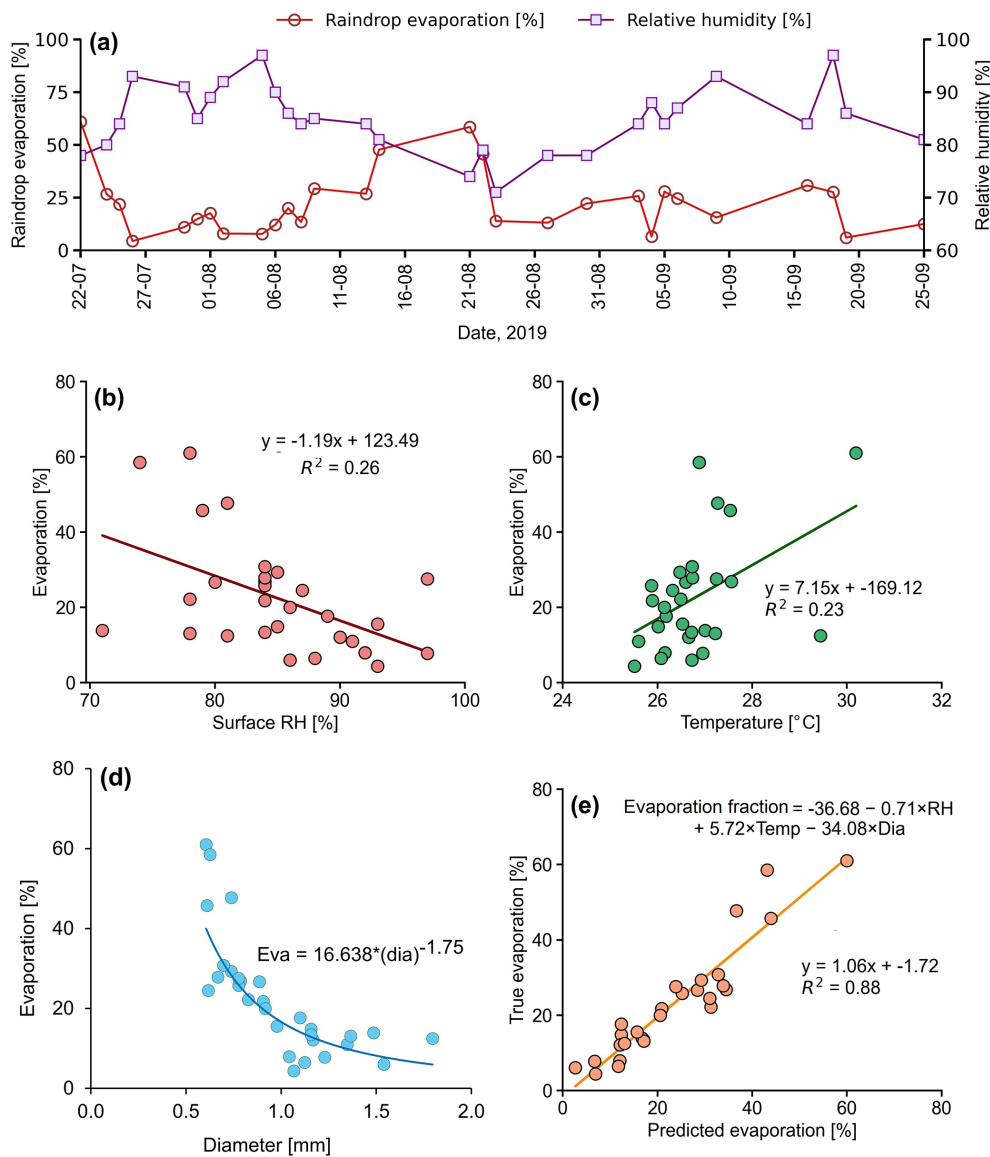 Raindrop evaporation [%] Relative humidity [%]
(a)
Raindrop evaporation [%]
100
75
50
25
0
100
90
80
70
60
Relative humidity [%]
22-07 27-07 01-08 06-08 11-08 16-08 21-08 26-08 31-08 05-09 10-09 15-09 20-09 25-09
Date, 2019
(b)
Evaporation [%]
80
60
40
20
0
y = -1.19x + 123.49
R² = 0.26
70 80 90 100
Surface RH [%]
(c)
Evaporation [%]
80
60
40
20
0
y = 7.15x + -169.12
R² = 0.23
24 26 28 30 32
Temperature [°C]
(d)
Evaporation [%]
80
60
40
20
0
Eva = 16.638*(dia)^-1.75
0.0 0.5 1.0 1.5 2.0
Diameter [mm]
(e)
True evaporation [%]
80
60
40
20
0
Evaporation fraction = -36.68 − 0.71×RH
+ 5.72×Temp − 34.08×Dia
y = 1.06x + -1.72
R² = 0.88
0 20 40 60 80
Predicted evaporation [%]